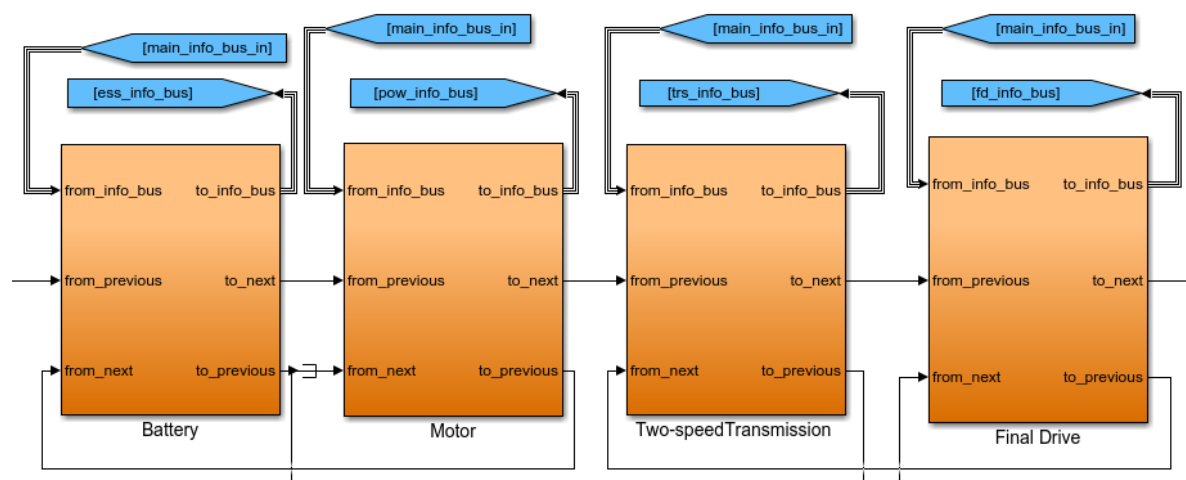 [main_info_bus_in]
[ess_info_bus]
from_info_bus to_info_bus
from_previous to_next
from_next to_previous
Battery
[main_info_bus_in]
[pow_info_bus]
from_info_bus to_info_bus
from_previous to_next
from_next to_previous
Motor
[main_info_bus_in]
[trs_info_bus]
from_info_bus to_info_bus
from_previous to_next
from_next to_previous
Two-speedTransmission
[main_info_bus_in]
[fd_info_bus]
from_info_bus to_info_bus
from_previous to_next
from_next to_previous
Final Drive